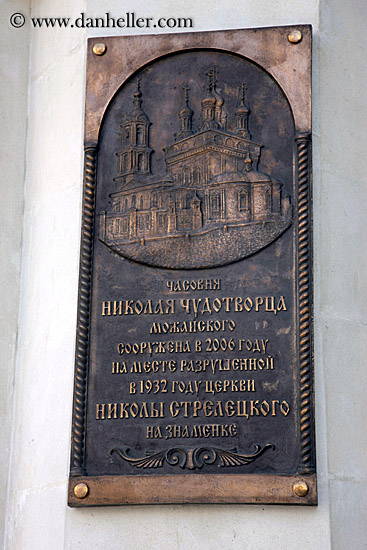 © www.danheller.com
ЧАСОВНЯ
НИКОЛАЯ ЧУДОТВОРЦА
МОЖАЙСКОГО
СООРУЖЕНА В 2006 ГОДУ
НА МЕСТЕ РАЗРУШЕННОЙ
В 1932 ГОДУ ЦЕРКВИ
НИКОЛЫ СТРЕЛЕЦКОГО
НА ЗНАМЕНКЕ